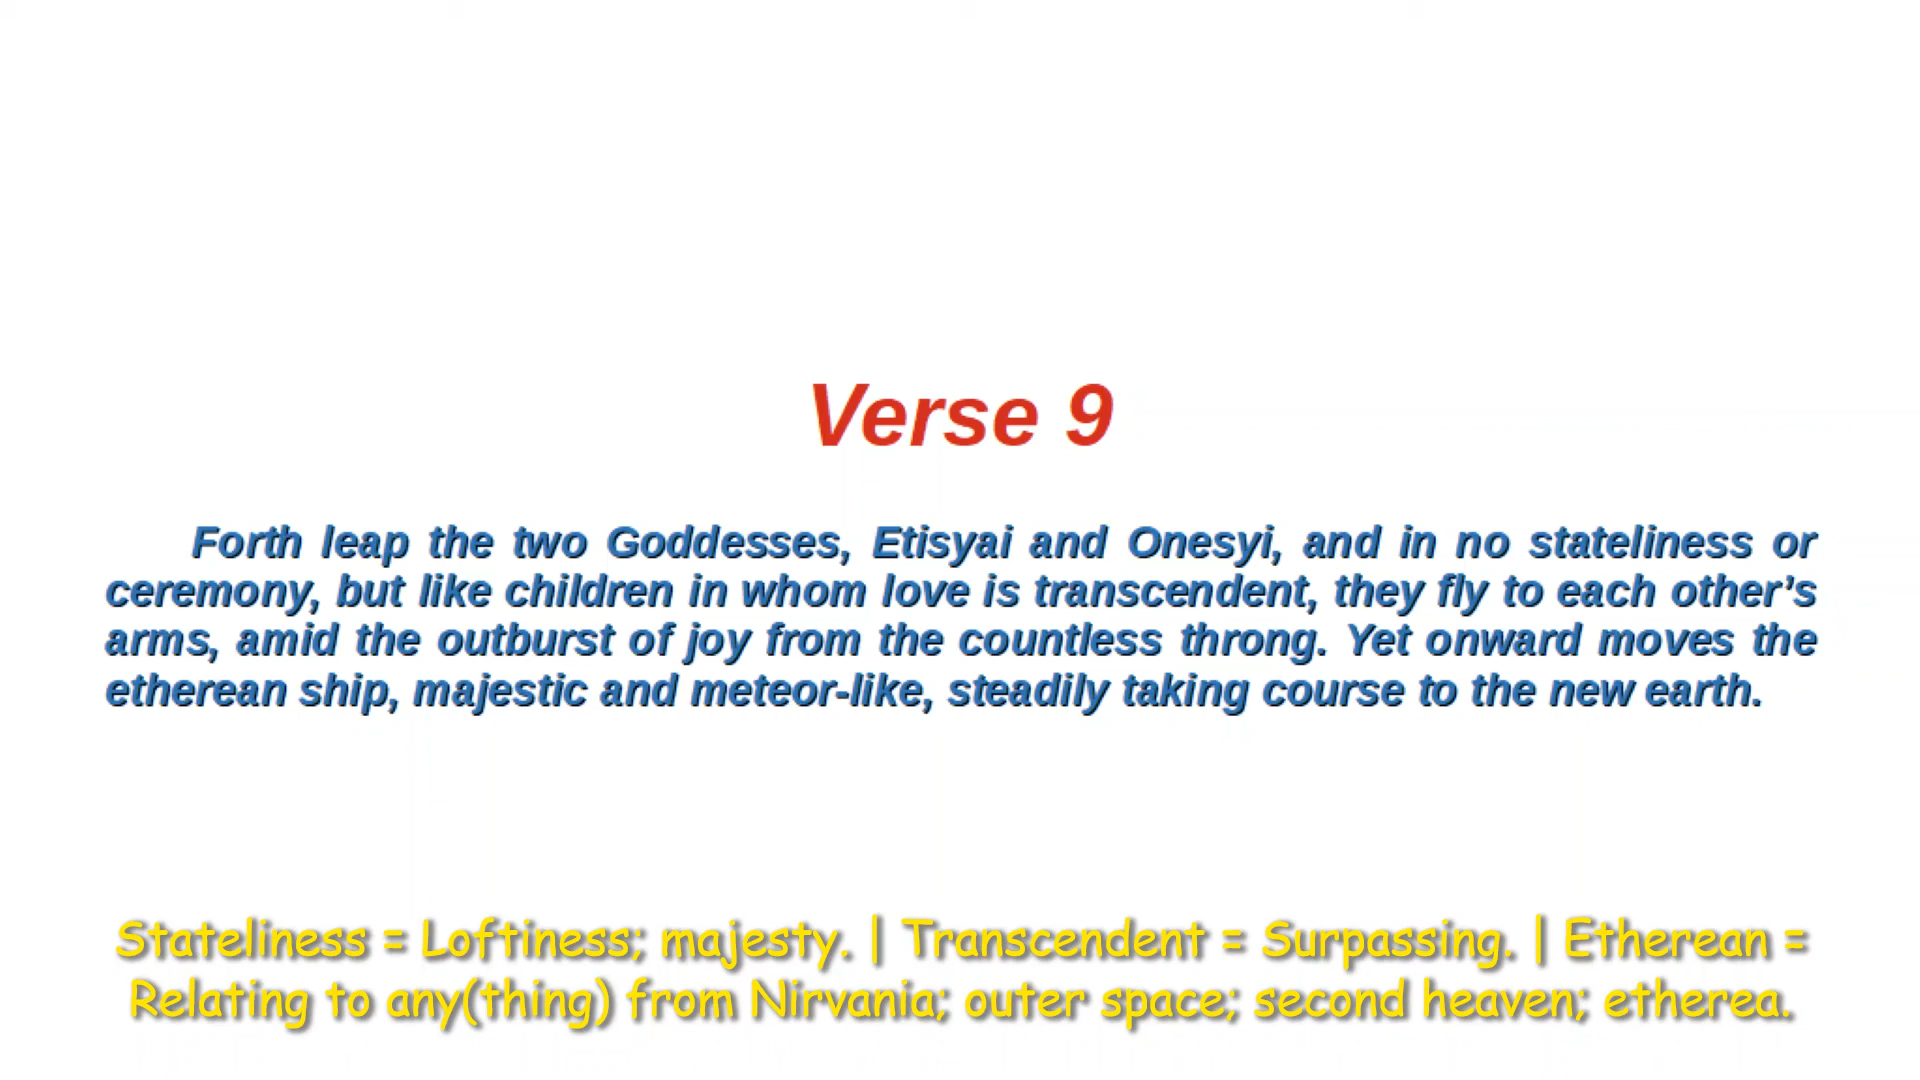 Verse 9
Forth leap the two Goddesses, Etisyai and Onesyi, and in no stateliness or
ceremony, but like children in whom love is transcendent, they fly to each other’s
arms, amid the outburst of joy from the countless throng. Yet onward moves the
etherean ship, majestic and meteor-like, steadily taking course to the new earth.
Stateliness = Loftiness; majesty. | Transcendent = Surpassing. | Etherean =
Relating to any(thing) from Nirvania; outer space; second heaven; etherea.